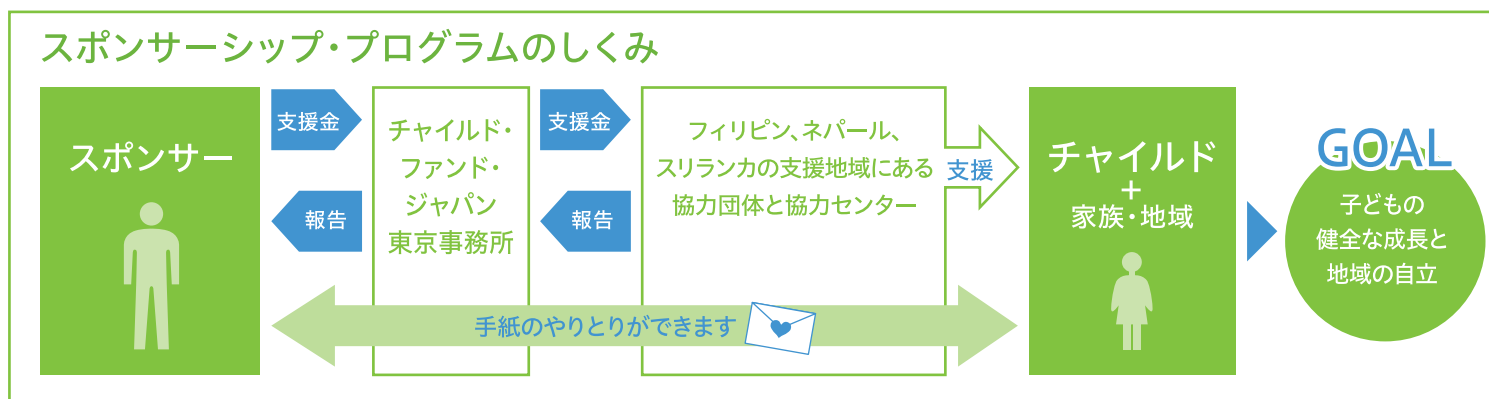 スポンサーシップ・プログラムのしくみ
スポンサー
支援金
報告
チャイルド・
ファンド・
ジャパン
東京事務所
支援金
報告
フィリピン、ネパール、
スリランカの支援地域にある
協力団体と協力センター
支援
チャイルド
+
家族・地域
GOAL
子どもの
健全な成長と
地域の自立
手紙のやりとりができます